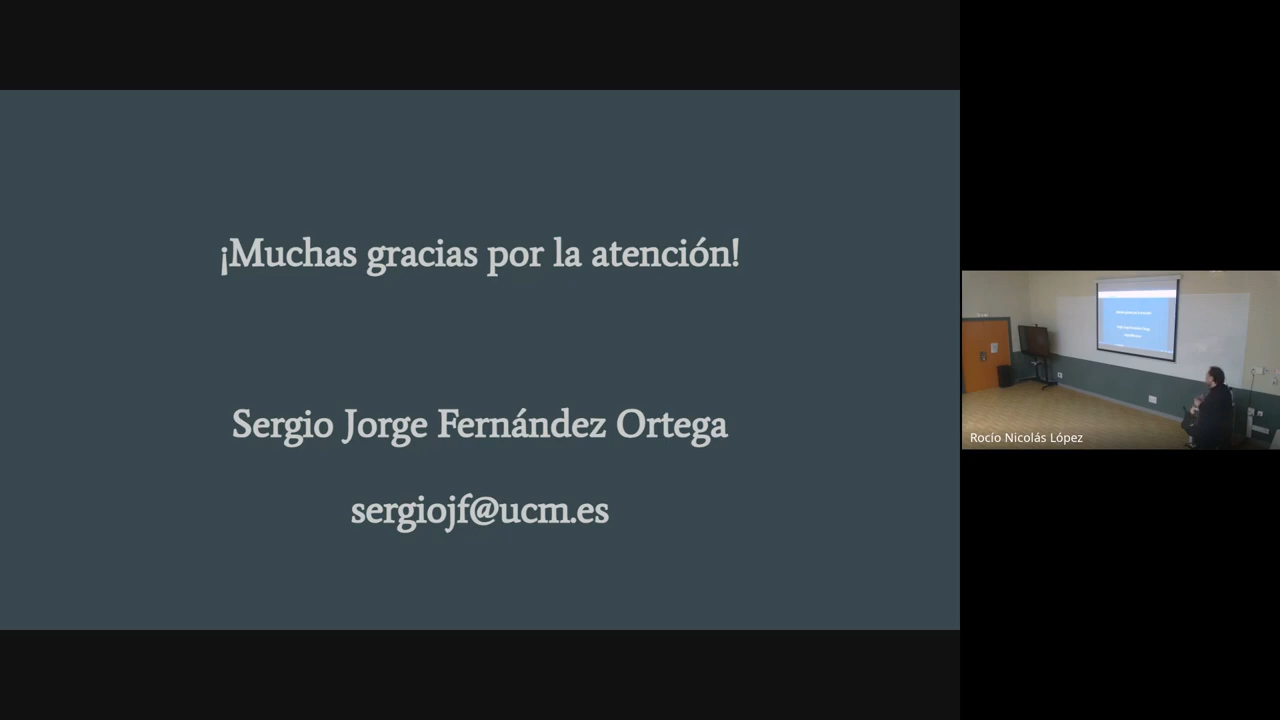 ¡Muchas gracias por la atención!
Sergio Jorge Fernández Ortega
sergiojf@ucm.es
Rocío Nicolás López